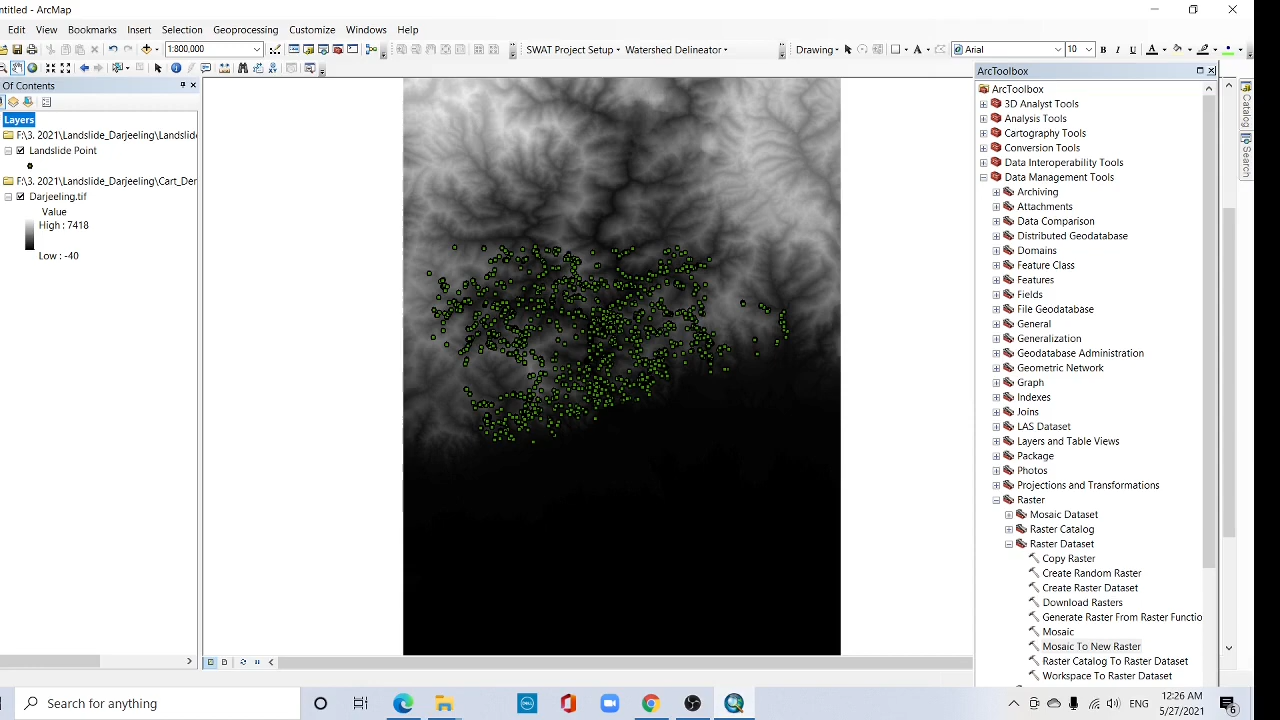 ntitled - ArcMap
Edit View Bookmarks Insert Selection Geoprocessing Customize Windows Help
1:800,000 SWAT Project Setup Watershed Delineator Drawing Arial 10 B I U A
Of Contents
Layers
F:\3. 2021\Landslide_Darjeeling\Landslide
Landslide Point
F:\3. 2021\Landslide_Darjeeling\Cart_Der
Darjeeling.tif
Value
High : 7418
Low : -40
ArcToolbox
ArcToolbox
3D Analyst Tools
Analysis Tools
Cartography Tools
Conversion Tools
Data Interoperability Tools
Data Management Tools
Archiving
Attachments
Data Comparison
Distributed Geodatabase
Domains
Feature Class
Features
Fields
File Geodatabase
General
Generalization
Geodatabase Administration
Geometric Network
Graph
Indexes
Joins
LAS Dataset
Layers and Table Views
Package
Photos
Projections and Transformations
Raster
Mosaic Dataset
Raster Catalog
Raster Dataset
Copy Raster
Create Random Raster
Create Raster Dataset
Download Rasters
Generate Raster From Raster Functio
Mosaic
Mosaic To New Raster
Raster Catalog To Raster Dataset
Workspace To Raster Dataset
Catalog
Search
Search for anything
DELL
ENG
12:26 AM
5/27/2021
6